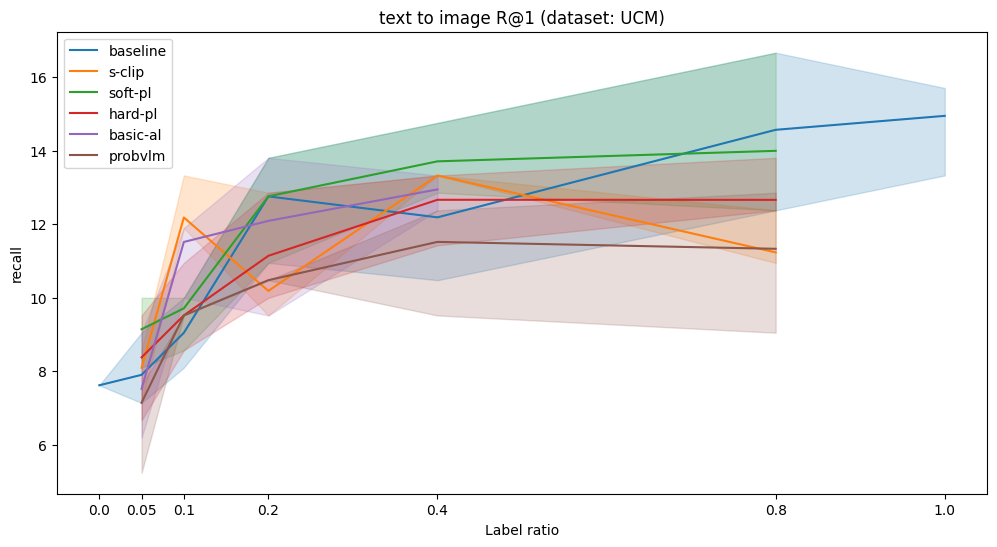 text to image R@1 (dataset: UCM)
baseline
s-clip
soft-pl
hard-pl
basic-al
probvlm
recall
16
14
12
10
8
6
0.0 0.05 0.1 0.2 0.4 0.8 1.0
Label ratio